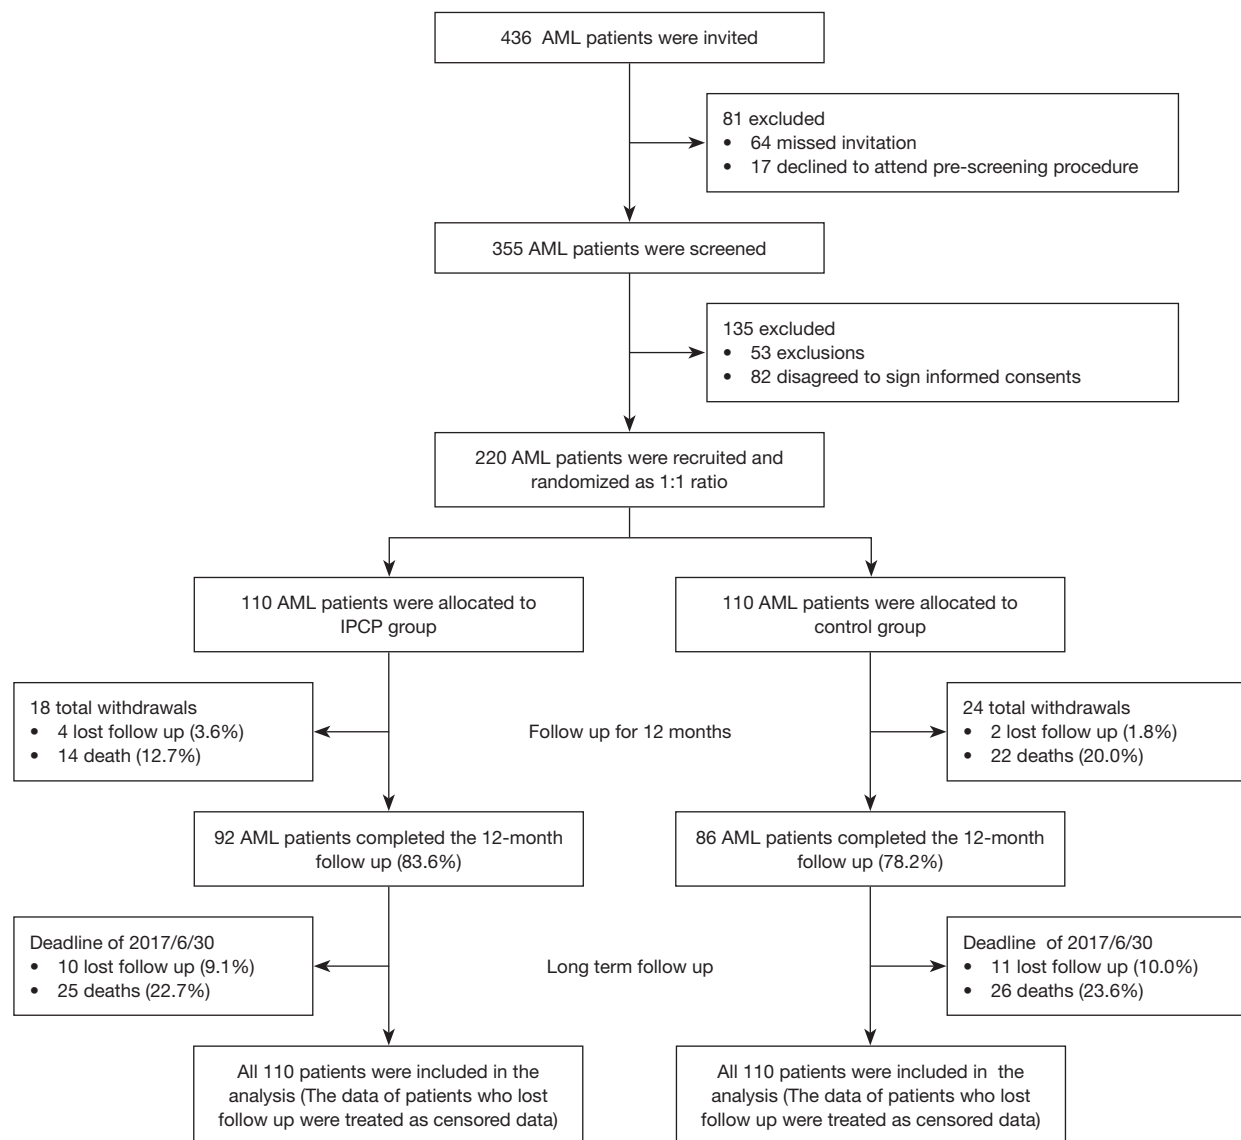 436 AML patients were invited
81 excluded
• 64 missed invitation
• 17 declined to attend pre-screening procedure
355 AML patients were screened
135 excluded
• 53 exclusions
• 82 disagreed to sign informed consents
220 AML patients were recruited and
randomized as 1:1 ratio
110 AML patients were allocated to
IPCP group
110 AML patients were allocated to
control group
18 total withdrawals
• 4 lost follow up (3.6%)
• 14 death (12.7%)
Follow up for 12 months
24 total withdrawals
• 2 lost follow up (1.8%)
• 22 deaths (20.0%)
92 AML patients completed the 12-month
follow up (83.6%)
86 AML patients completed the 12-month
follow up (78.2%)
Deadline of 2017/6/30
• 10 lost follow up (9.1%)
• 25 deaths (22.7%)
Long term follow up
Deadline of 2017/6/30
• 11 lost follow up (10.0%)
• 26 deaths (23.6%)
All 110 patients were included in the
analysis (The data of patients who lost
follow up were treated as censored data)
All 110 patients were included in the
analysis (The data of patients who lost
follow up were treated as censored data)